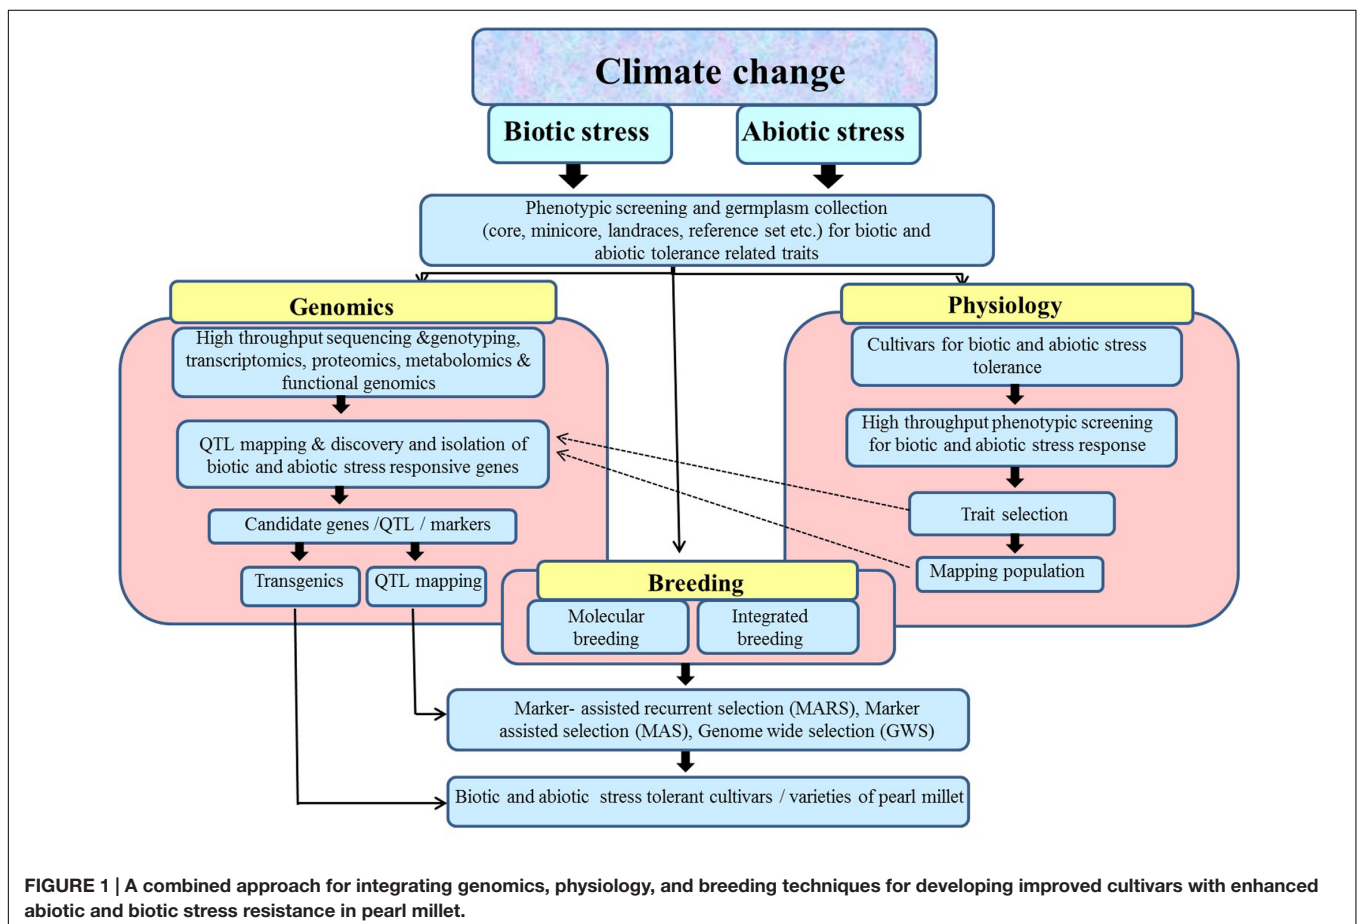 Climate change
Biotic stress
Abiotic stress
Phenotypic screening and germplasm collection
(core, minicore, landraces, reference set etc.) for biotic and
abiotic tolerance related traits
Genomics
High throughput sequencing &genotyping,
transcriptomics, proteomics, metabolomics &
functional genomics
QTL mapping & discovery and isolation of
biotic and abiotic stress responsive genes
Candidate genes /QTL / markers
Transgenics
QTL mapping
Physiology
Cultivars for biotic and abiotic stress
tolerance
High throughput phenotypic screening
for biotic and abiotic stress response
Trait selection
Mapping population
Breeding
Molecular
breeding
Integrated
breeding
Marker- assisted recurrent selection (MARS), Marker
assisted selection (MAS), Genome wide selection (GWS)
Biotic and abiotic stress tolerant cultivars / varieties of pearl millet
FIGURE 1 | A combined approach for integrating genomics, physiology, and breeding techniques for developing improved cultivars with enhanced
abiotic and biotic stress resistance in pearl millet.